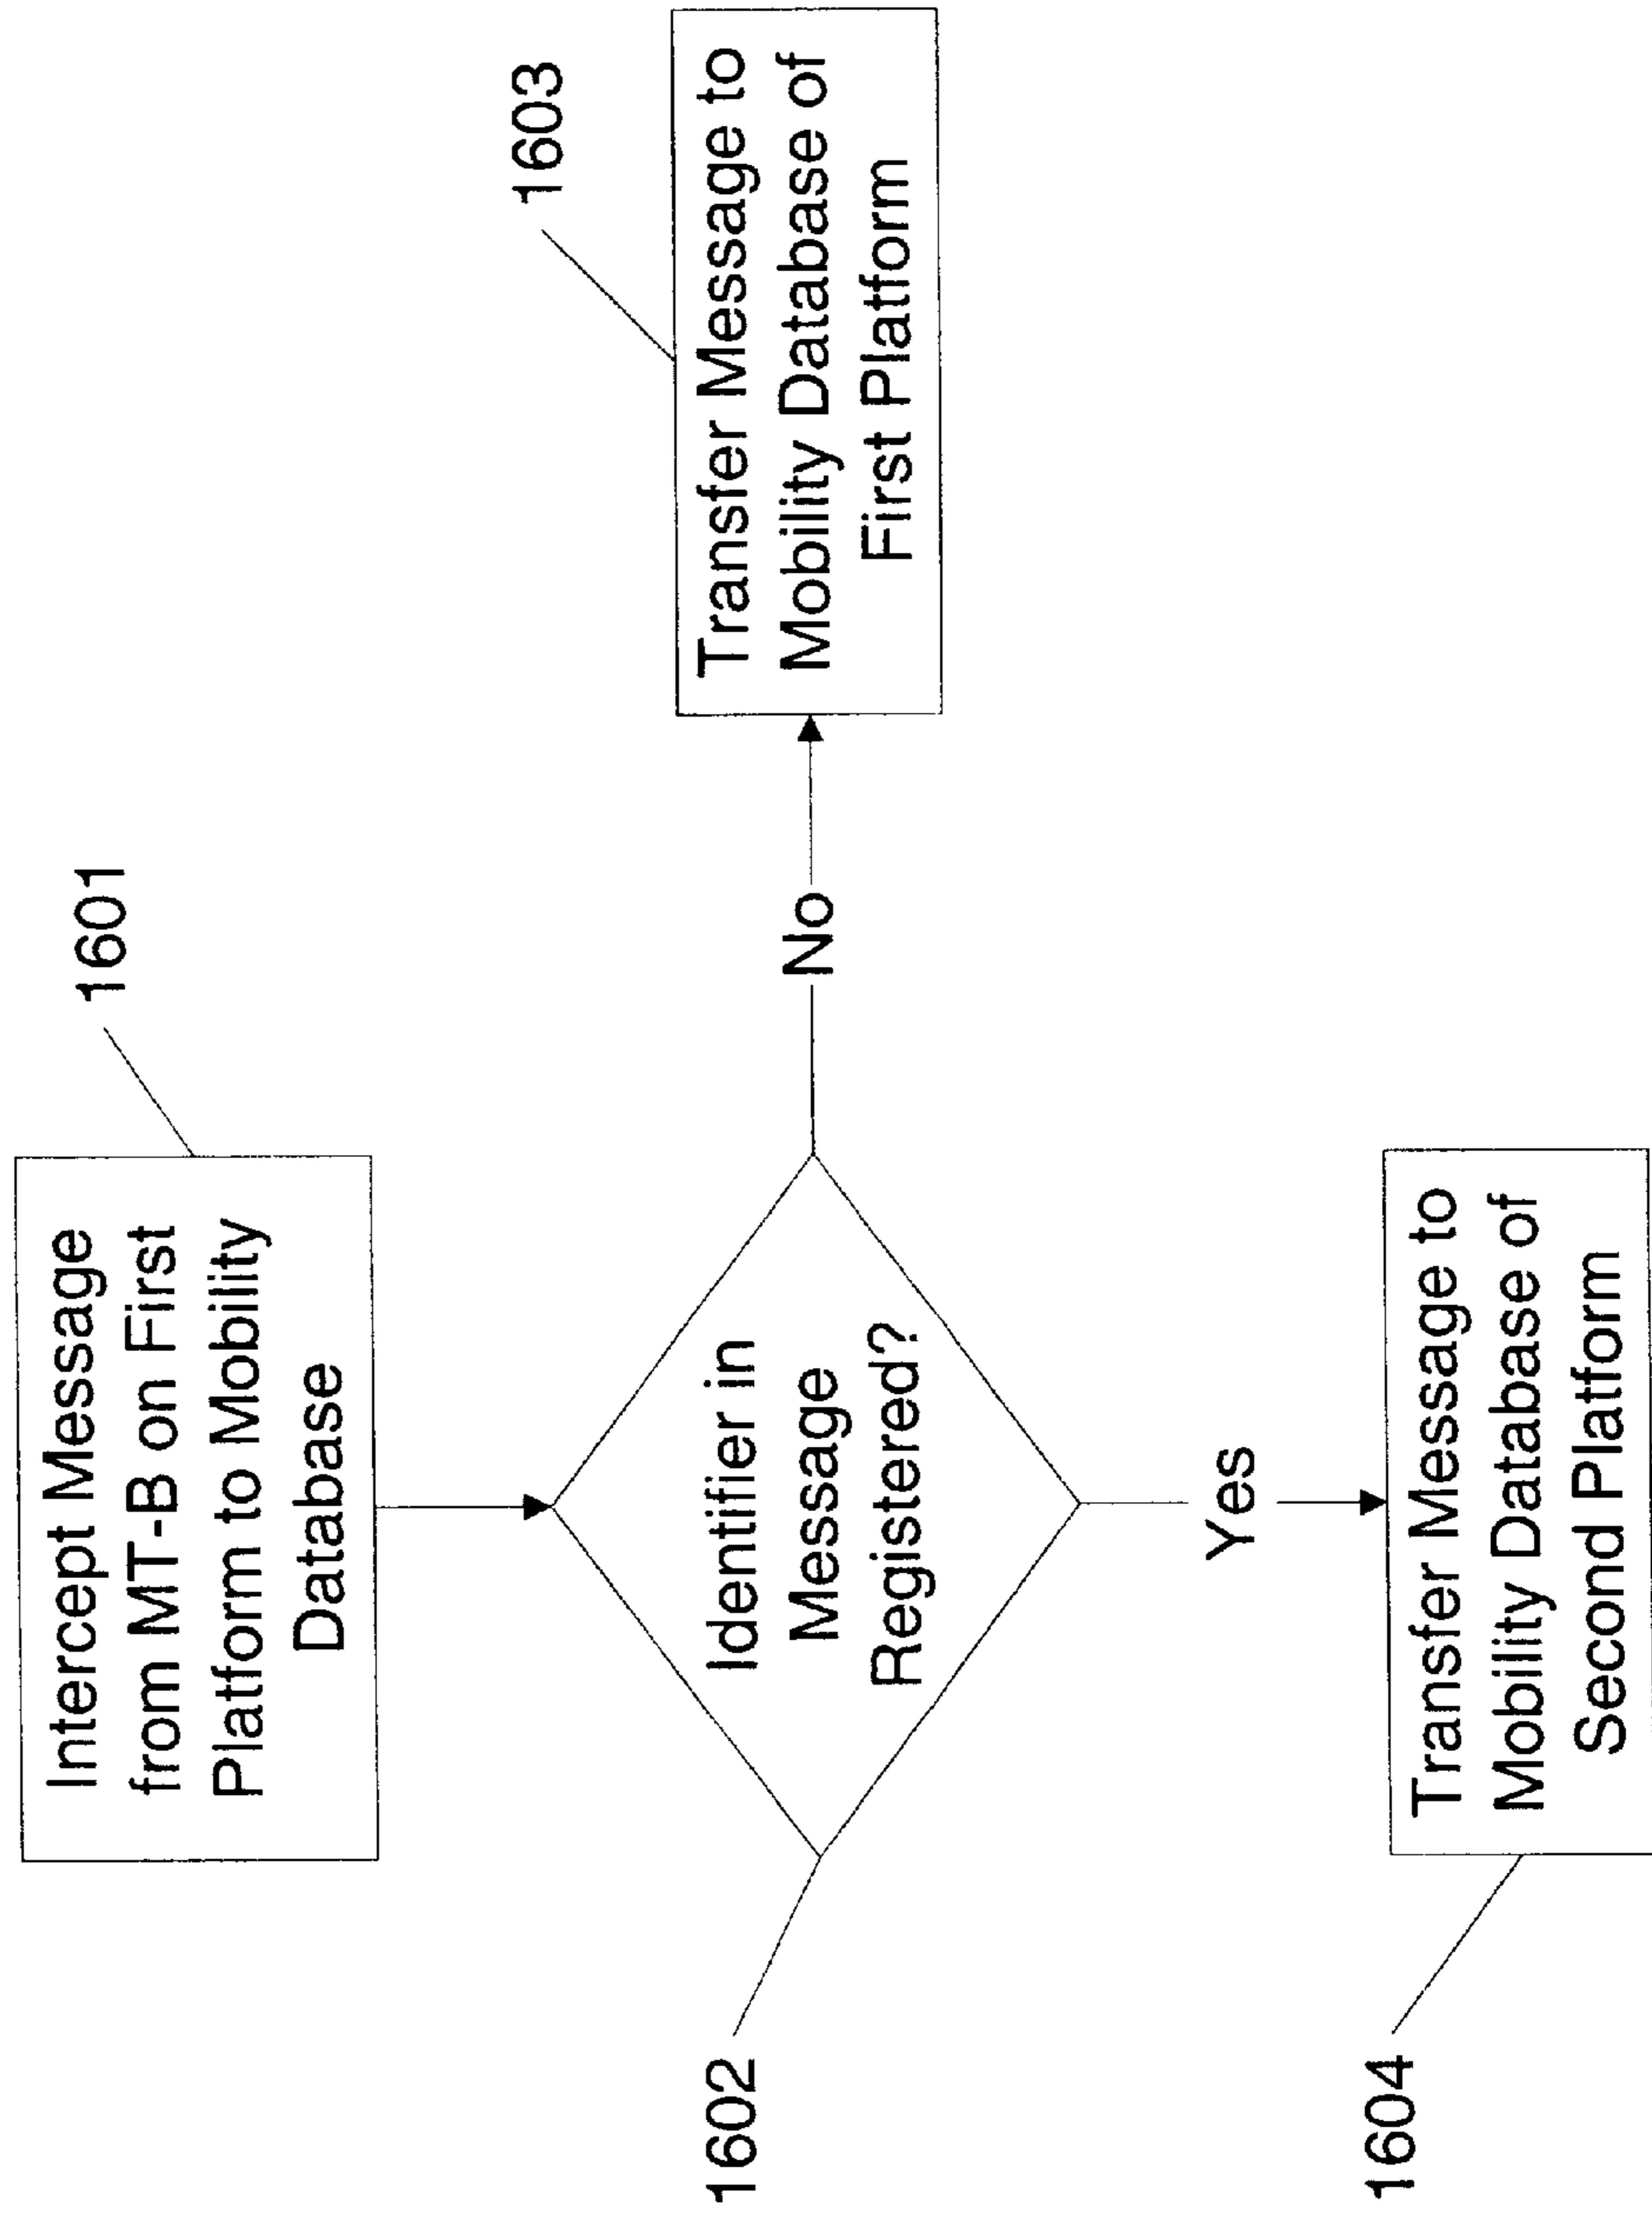 1601
Intercept Message
from MT-B on First
Platform to Mobility
Database
1602
Identifier in
Message
Registered?
No
1603
Transfer Message to
Mobility Database of
First Platform
Yes
1604
Transfer Message to
Mobility Database of
Second Platform